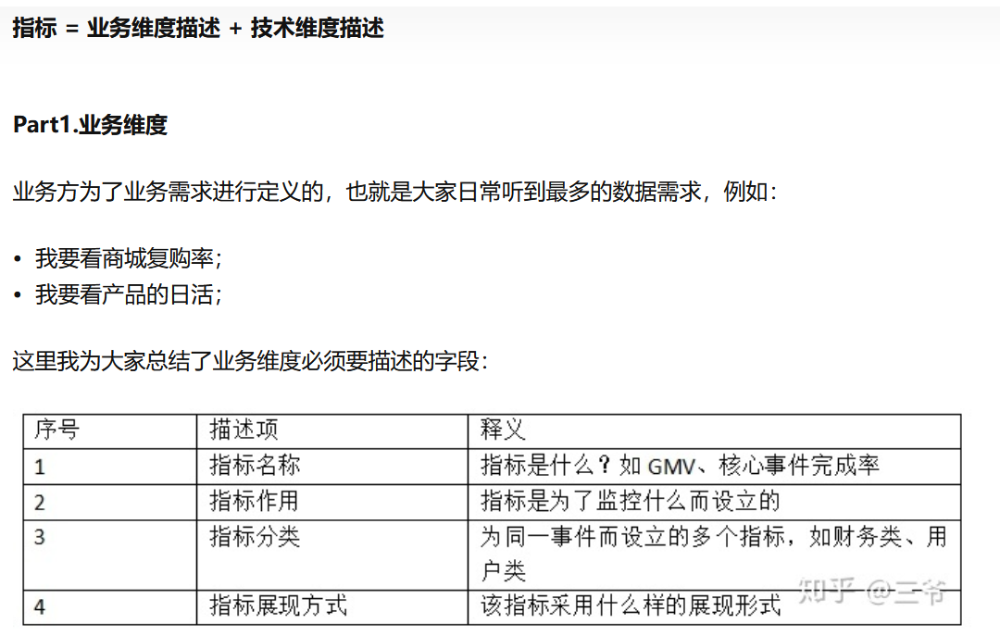 指标 = 业务维度描述 + 技术维度描述
Part1.业务维度
业务方为了业务需求进行定义的，也就是大家日常听到最多的数据需求，例如：
• 我要看商城复购率；
• 我要看产品的日活；
这里我为大家总结了业务维度必须要描述的字段：
序号 描述项 释义
1 指标名称 指标是什么？如 GMV、核心事件完成率
2 指标作用 指标是为了监控什么而设立的
3 指标分类 为同一事件而设立的多个指标，如财务类、用
户类
4 指标展现方式 该指标采用什么样的展现形式
知乎 @三爷